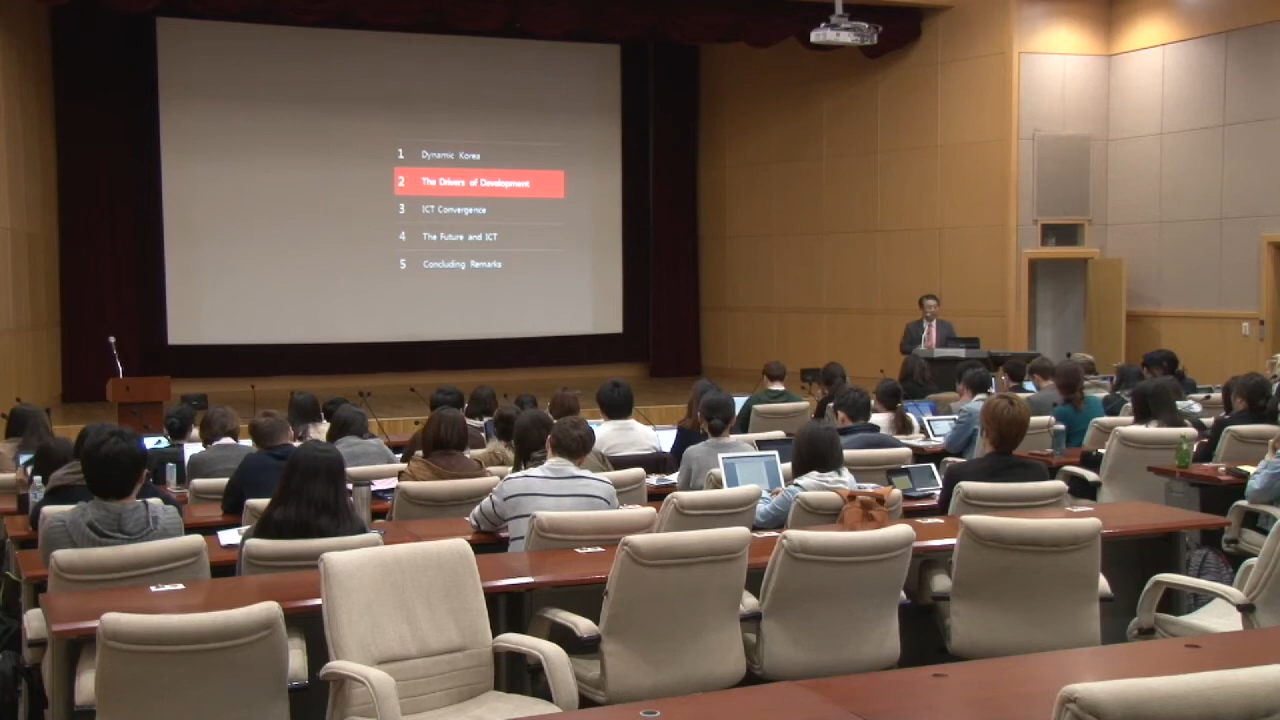 1 Dynamic Korea
2 The Drivers of Development
3 ICT Convergence
4 The Future and ICT
5 Concluding Remarks